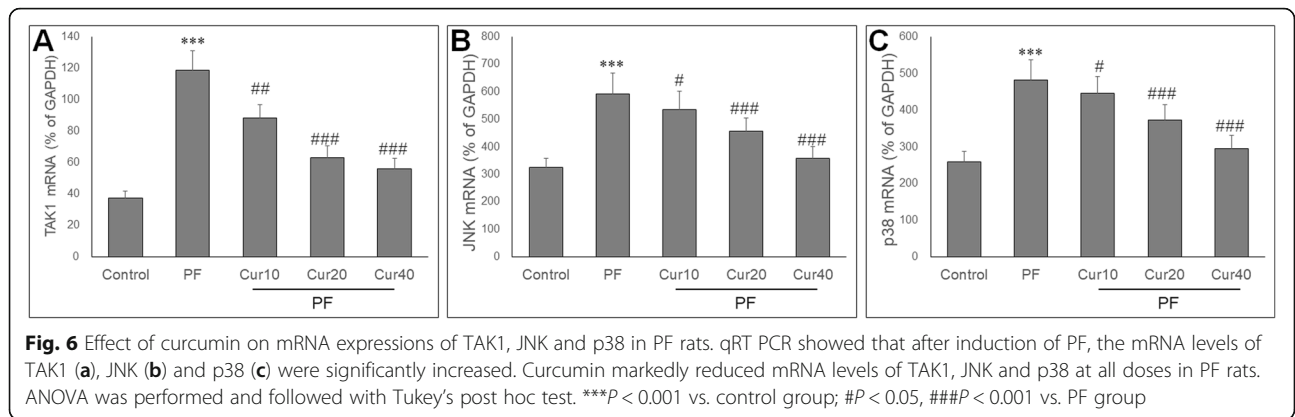 A
TAK1 mRNA (% of GAPDH)
140
120
100
80
60
40
20
0
***
##
###
###
Control PF Cur10 Cur20 Cur40
PF
B
JNK mRNA (% of GAPDH)
800
700
600
500
400
300
200
100
0
***
#
###
###
Control PF Cur10 Cur20 Cur40
PF
C
p38 mRNA (% of GAPDH)
600
500
400
300
200
100
0
***
#
###
###
Control PF Cur10 Cur20 Cur40
PF
Fig. 6 Effect of curcumin on mRNA expressions of TAK1, JNK and p38 in PF rats. qRT PCR showed that after induction of PF, the mRNA levels of
TAK1 (a), JNK (b) and p38 (c) were significantly increased. Curcumin markedly reduced mRNA levels of TAK1, JNK and p38 at all doses in PF rats.
ANOVA was performed and followed with Tukey's post hoc test. ***P < 0.001 vs. control group; #P < 0.05, ###P < 0.001 vs. PF group